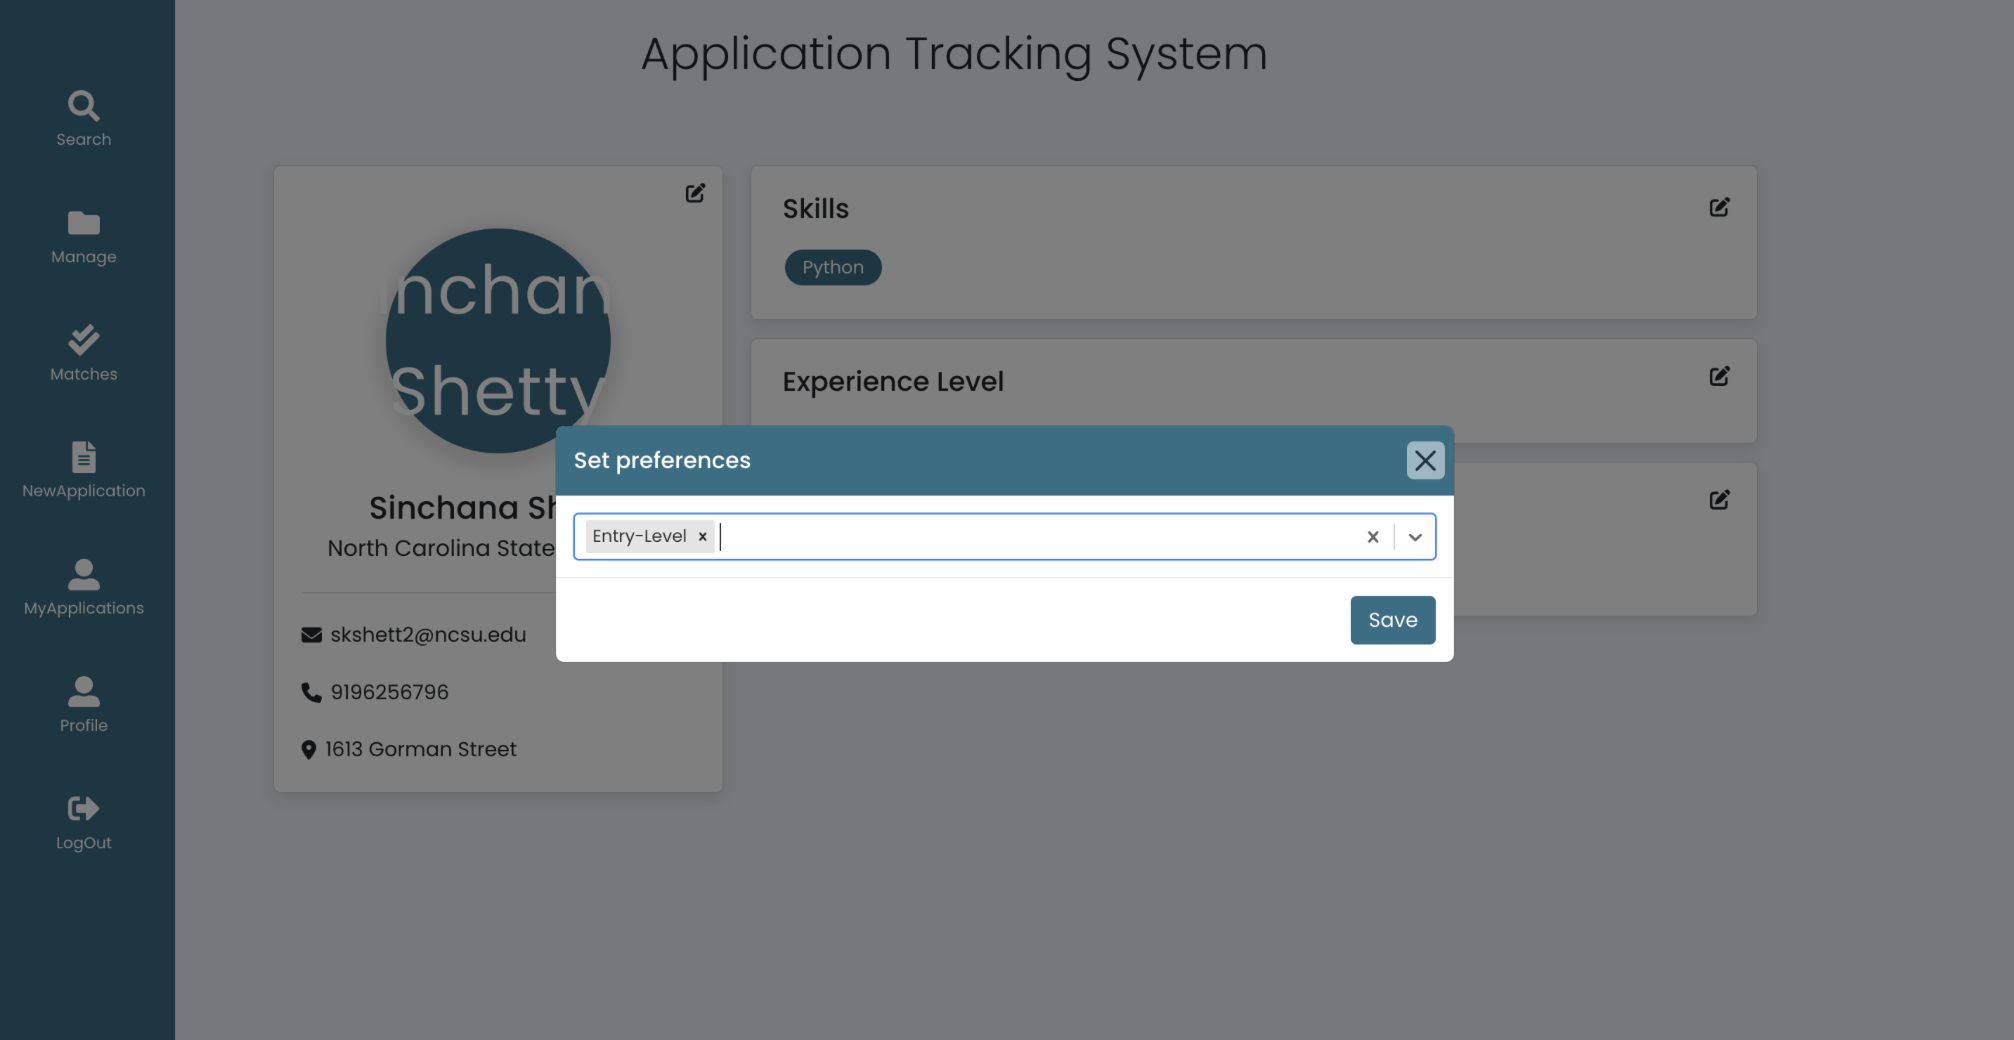 Application Tracking System
Search
Manage
Matches
NewApplication
MyApplications
Profile
LogOut
nchan
Shetty
Sinchana Sh
North Carolina State
skshett2@ncsu.edu
9196256796
1613 Gorman Street
Skills
Python
Experience Level
Set preferences
Entry-Level
Save